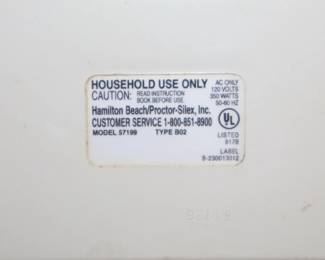 HOUSEHOLD USE ONLY
CAUTION: READ INSTRUCTION
BOOK BEFORE USE.
Hamilton Beach/Proctor-Silex, Inc.
CUSTOMER SERVICE 1-800-851-8900
MODEL 57199 TYPE B02
AC ONLY
120 VOLTS
350 WATTS
50-60 HZ
UL
LISTED
917B
LABEL